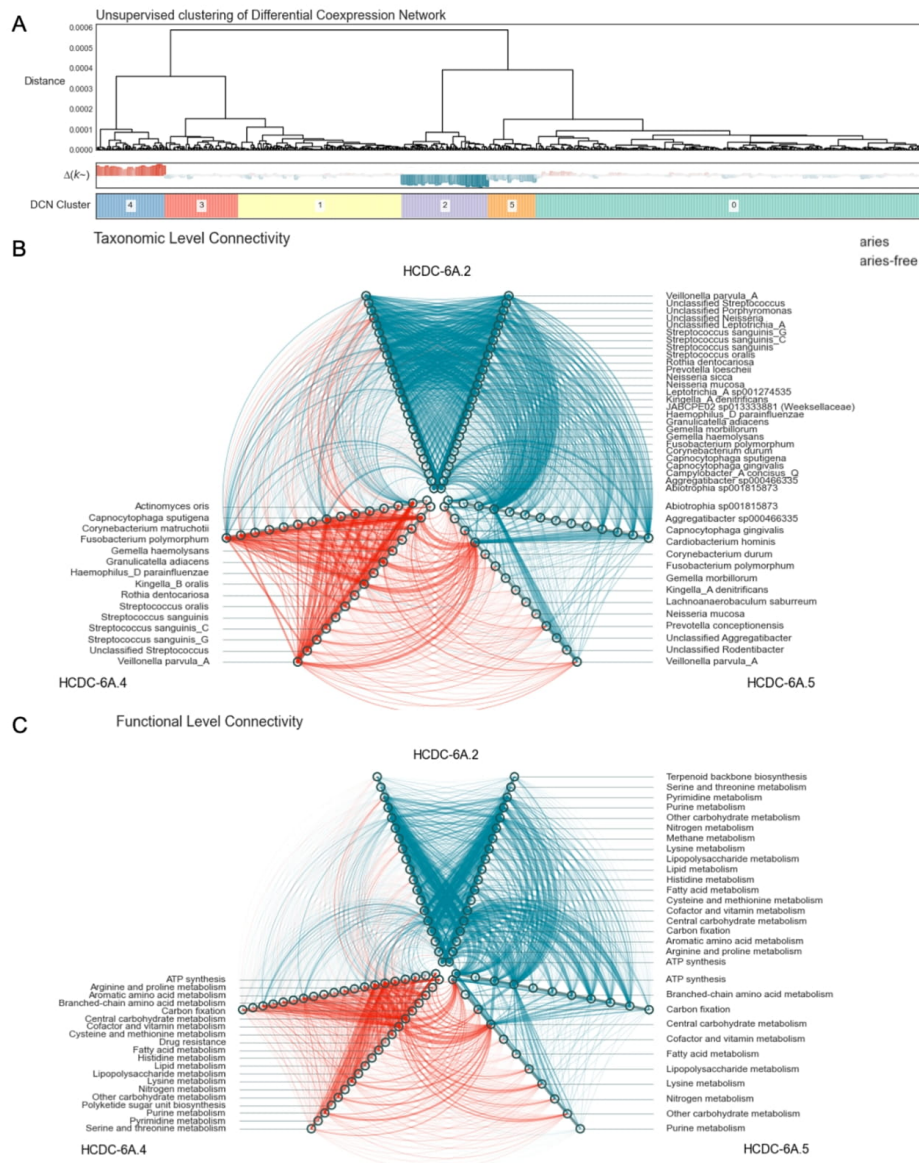 A
Unsupervised clustering of Differential Coexpression Network
0.0006
0.0005
0.0004
Distance
0.0003
0.0002
0.0001
0.0000
Δ(k~)
DCN Cluster
4
3
1
2
5
0
Taxonomic Level Connectivity
B
aries
aries-free
HCDC-6A.2
Veillonella parvula_A
Unclassified Streptococcus
Unclassified Porphyromonas
Unclassified Neisseria
Unclassified Leptotrichia_A
Streptococcus sanguinis_G
Streptococcus sanguinis_C
Streptococcus sanguinis
Streptococcus oralis
Rothia dentocariosa
Prevotella loescheii
Neisseria sicca
Neisseria mucosa
Leptotrichia_A sp001274535
Kingella_A denitrificans
JABCPE02 sp013333881 (Weeksellaceae)
Haemophilus_D parainfluenzae
Granulicatella adiacens
Gemella morbillorum
Gemella haemolysans
Fusobacterium polymorphum
Corynebacterium durum
Capnocytophaga sputigena
Capnocytophaga gingivalis
Campylobacter_A concisus_Q
Aggregatibacter sp000466335
Abiotrophia sp001815873
Actinomyces oris
Capnocytophaga sputigena
Corynebacterium matruchotii
Fusobacterium polymorphum
Gemella haemolysans
Granulicatella adiacens
Haemophilus_D parainfluenzae
Kingella_B oralis
Rothia dentocariosa
Streptococcus oralis
Streptococcus sanguinis
Streptococcus sanguinis_C
Streptococcus sanguinis_G
Unclassified Streptococcus
Veillonella parvula_A
Abiotrophia sp001815873
Aggregatibacter sp000466335
Capnocytophaga gingivalis
Cardiobacterium hominis
Corynebacterium durum
Fusobacterium polymorphum
Gemella morbillorum
Kingella_A denitrificans
Lachnoanaerobaculum saburreum
Neisseria mucosa
Prevotella conceptionensis
Unclassified Aggregatibacter
Unclassified Rodentibacter
Veillonella parvula_A
HCDC-6A.4
HCDC-6A.5
C
Functional Level Connectivity
HCDC-6A.2
Terpenoid backbone biosynthesis
Serine and threonine metabolism
Pyrimidine metabolism
Purine metabolism
Other carbohydrate metabolism
Nitrogen metabolism
Methane metabolism
Lysine metabolism
Lipopolysaccharide metabolism
Lipid metabolism
Histidine metabolism
Fatty acid metabolism
Cysteine and methionine metabolism
Cofactor and vitamin metabolism
Central carbohydrate metabolism
Carbon fixation
Aromatic amino acid metabolism
Arginine and proline metabolism
ATP synthesis
ATP synthesis
Arginine and proline metabolism
Aromatic amino acid metabolism
Branched-chain amino acid metabolism
Carbon fixation
Central carbohydrate metabolism
Cofactor and vitamin metabolism
Cysteine and methionine metabolism
Drug resistance
Fatty acid metabolism
Histidine metabolism
Lipid metabolism
Lipopolysaccharide metabolism
Lysine metabolism
Nitrogen metabolism
Other carbohydrate metabolism
Polyketide sugar unit biosynthesis
Purine metabolism
Pyrimidine metabolism
Serine and threonine metabolism
ATP synthesis
Branched-chain amino acid metabolism
Carbon fixation
Central carbohydrate metabolism
Cofactor and vitamin metabolism
Fatty acid metabolism
Lipopolysaccharide metabolism
Lysine metabolism
Nitrogen metabolism
Other carbohydrate metabolism
Purine metabolism
HCDC-6A.4
HCDC-6A.5